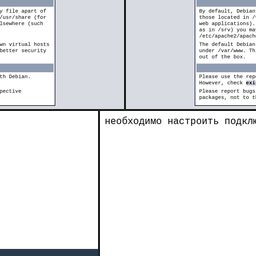 y file apart of
/usr/share (for
lsewhere (such
wn virtual hosts
better security
th Debian.
pective
By default, Debian
those located in /
web applications).
as in /srv) you may
/etc/apache2/apach
The default Debian
under /var/www. Th
out of the box.
Please use the rep
However, check exi
Please report bugs
packages, not to t
необходимо настроить подклю